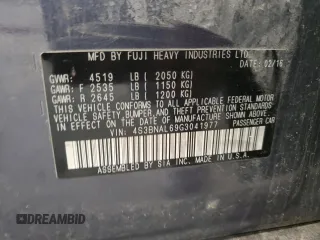 MFD BY FUJI HEAVY INDUSTRIES LTD.
DATE: 02/16
GVWR: 4519 LB ( 2050 KG)
GAWR: F 2535 LB ( 1150 KG)
GAWR: R 2645 LB ( 1200 KG)
THIS VEHICLE CONFORMS TO ALL APPLICABLE FEDERAL MOTOR
VEHICLE SAFETY, BUMPER, AND THEFT PREVENTION STANDARDS
IN EFFECT ON THE DATE OF MANUFACTURE SHOWN ABOVE.
VIN: 4S3BNAL69G3041977 PASSENGER CAR
ASSEMBLED BY SIA, INC. MADE IN U.S.A.
DREAMBID